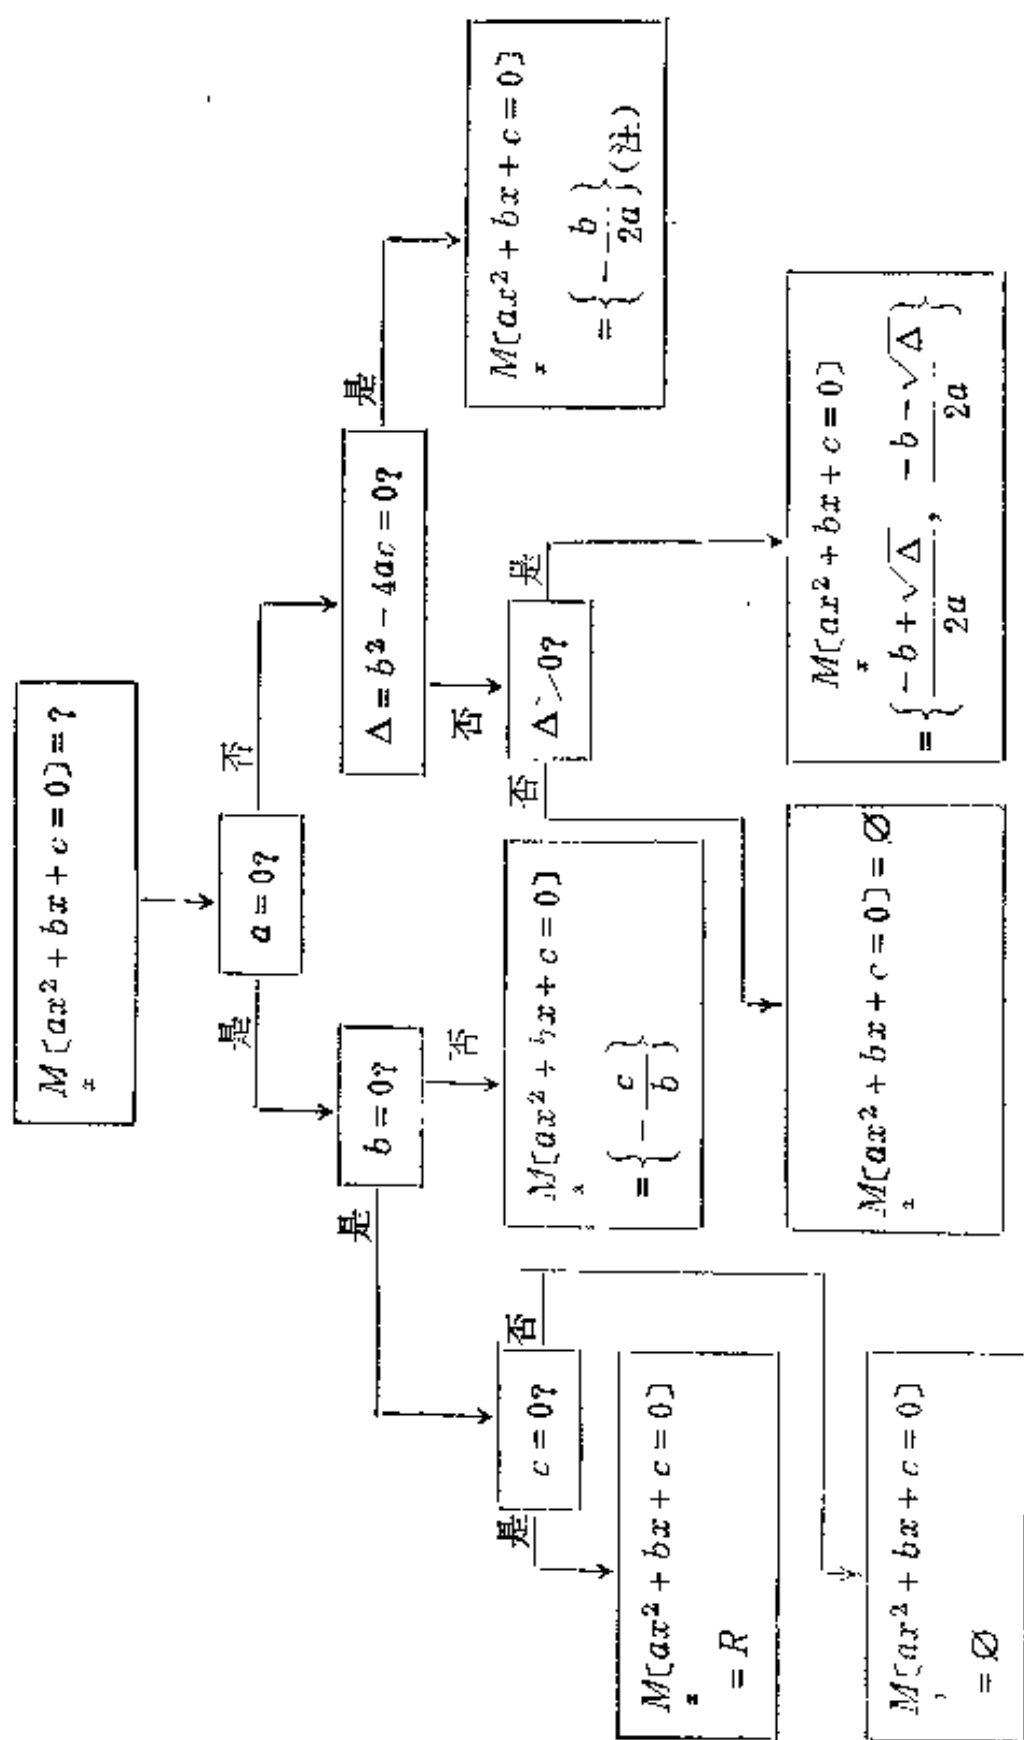 M[ax² + bx + c = 0] = ?
x
a = 0?
是
否
b = 0?
Δ = b² − 4ac = 0?
是
否
否
是
c = 0?
M[ax² + bx + c = 0]
x
= {− c/b}
Δ > 0?
M[ax² + bx + c = 0]
x
= {− b/2a} (注)
是
否
否
是
M[ax² + bx + c = 0]
x
= R
M[ax² + bx + c = 0]
= Ø
M[ax² + bx + c = 0] = Ø
x
M[ax² + bx + c = 0]
x
= {−b + √Δ/2a, −b − √Δ/2a}